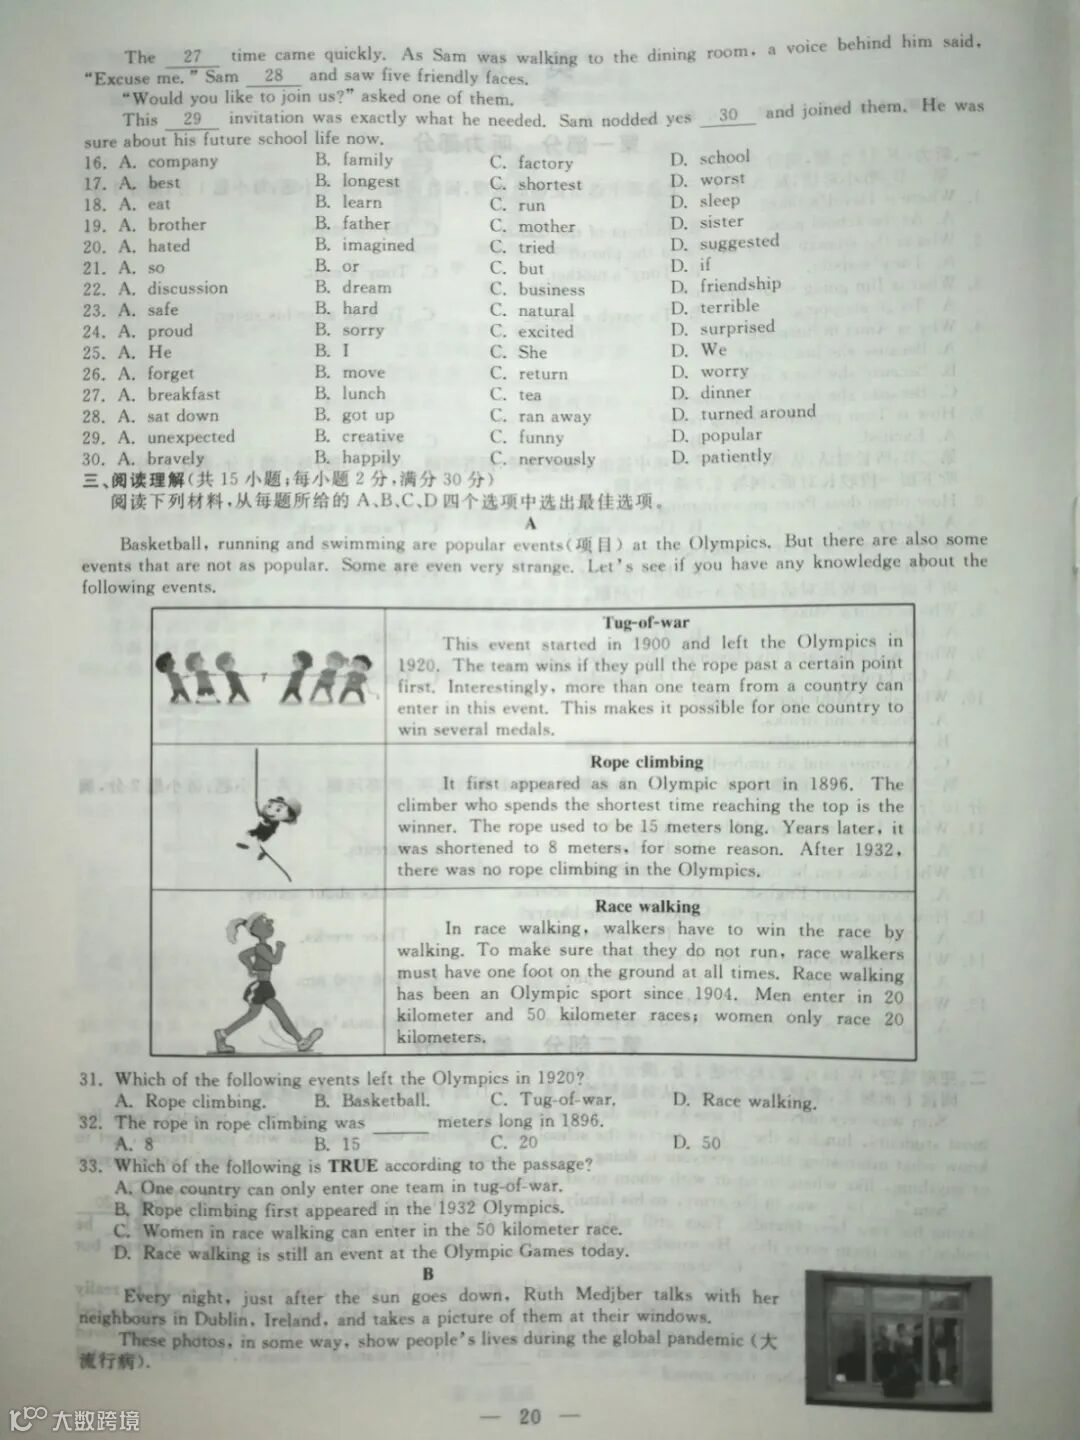 The 27 time came quickly. As Sam was walking to the dining room, a voice behind him said,
"Excuse me." Sam 28 and saw five friendly faces.
"Would you like to join us?" asked one of them.
This 29 invitation was exactly what he needed. Sam nodded yes 30 and joined them. He was
sure about his future school life now.
16. A. company B. family C. factory D. school
17. A. best B. longest C. shortest D. worst
18. A. eat B. learn C. run D. sleep
19. A. brother B. father C. mother D. sister
20. A. hated B. imagined C. tried D. suggested
21. A. so B. or C. but D. if
22. A. discussion B. dream C. business D. friendship
23. A. safe B. hard C. natural D. terrible
24. A. proud B. sorry C. excited D. surprised
25. A. He B. I C. She D. We
26. A. forget B. move C. return D. worry
27. A. breakfast B. lunch C. tea D. dinner
28. A. sat down B. got up C. ran away D. turned around
29. A. unexpected B. creative C. funny D. popular
30. A. bravely B. happily C. nervously D. patiently
三、阅读理解(共 15 小题;每小题 2 分,满分 30 分)
阅读下列材料,从每题所给的 A、B、C、D 四个选项中选出最佳选项。
A
Basketball, running and swimming are popular events(项目) at the Olympics. But there are also some
events that are not as popular. Some are even very strange. Let's see if you have any knowledge about the
following events.
Tug-of-war
This event started in 1900 and left the Olympics in
1920. The team wins if they pull the rope past a certain point
first. Interestingly, more than one team from a country can
enter in this event. This makes it possible for one country to
win several medals.
Rope climbing
It first appeared as an Olympic sport in 1896. The
climber who spends the shortest time reaching the top is the
winner. The rope used to be 15 meters long. Years later, it
was shortened to 8 meters, for some reason. After 1932,
there was no rope climbing in the Olympics.
Race walking
In race walking, walkers have to win the race by
walking. To make sure that they do not run, race walkers
must have one foot on the ground at all times. Race walking
has been an Olympic sport since 1904. Men enter in 20
kilometer and 50 kilometer races; women only race 20
kilometers.
31. Which of the following events left the Olympics in 1920?
A. Rope climbing. B. Basketball. C. Tug-of-war. D. Race walking.
32. The rope in rope climbing was ______ meters long in 1896.
A. 8 B. 15 C. 20 D. 50
33. Which of the following is TRUE according to the passage?
A. One country can only enter one team in tug-of-war.
B. Rope climbing first appeared in the 1932 Olympics.
C. Women in race walking can enter in the 50 kilometer race.
D. Race walking is still an event at the Olympic Games today.
B
Every night, just after the sun goes down, Ruth Medjber talks with her
neighbours in Dublin, Ireland, and takes a picture of them at their windows.
These photos, in some way, show people's lives during the global pandemic (大
流行病).
— 20 —
大数跨境